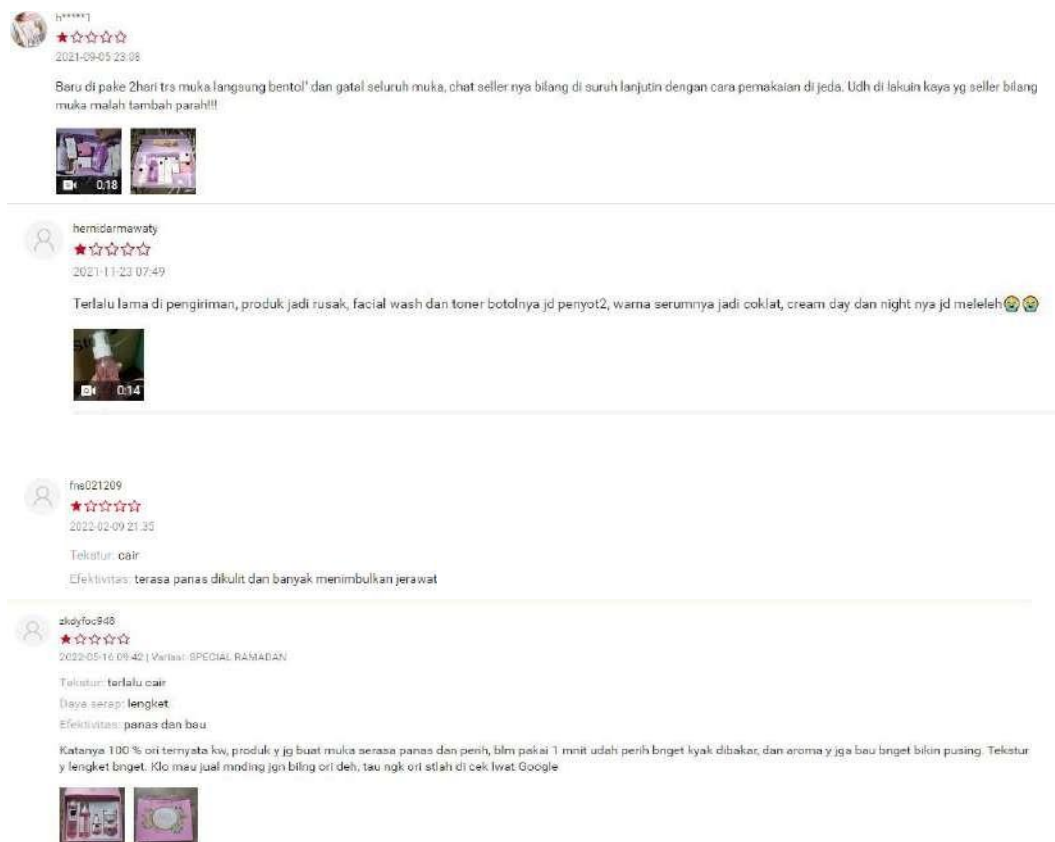 h*****1
2021-09-05 23:08
Baru di pake 2hari trs muka langsung bentol' dan gatal seluruh muka, chat seller nya bilang di suruh lanjutin dengan cara pemakaian di jeda. Udh di lakuin kaya yg seller bilang
muka malah tambah parah!!!
0:18
hernidarmawaty
2021-11-23 07:49
Terlalu lama di pengiriman, produk jadi rusak, facial wash dan toner botolnya jd penyot2, warna serumnya jadi coklat, cream day dan night nya jd meleleh😭😭
0:14
fns021209
2022-02-09 21:35
Tekstur: cair
Efektivitas: terasa panas dikulit dan banyak menimbulkan jerawat
zkdyfoc948
2022-05-16 09:42 | Variasi: SPECIAL RAMADAN
Tekstur: terlalu cair
Daya serap: lengket
Efektivitas: panas dan bau
Katanya 100 % ori ternyata kw, produk y jg buat muka serasa panas dan perih, blm pakai 1 mnit udah perih bnget kyak dibakar, dan aroma y jga bau bnget bikin pusing. Tekstur
y lengket bnget. Klo mau jual mnding jgn bilng ori deh, tau ngk ori stlah di cek lwat Google